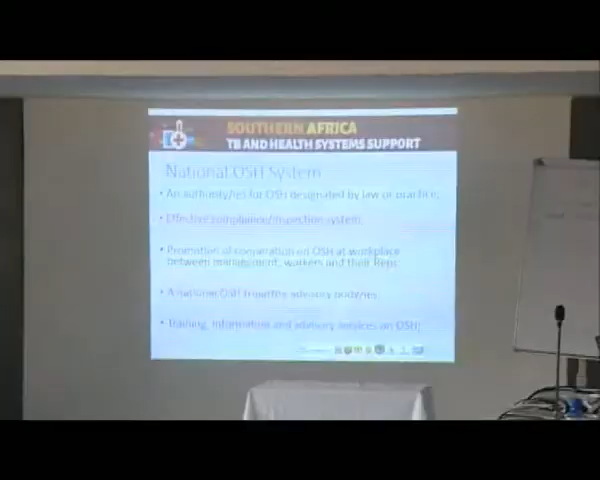 SOUTHERN AFRICA
TB AND HEALTH SYSTEMS SUPPORT
National OSH System
• An authority/ies for OSH designated by law or practice;
• Effective compliance/inspection system
• Promotion of cooperation on OSH at workplace
between management, workers and their Reps
• A national OSH tripartite advisory body/ies
• Training, information and advisory services on OSH;